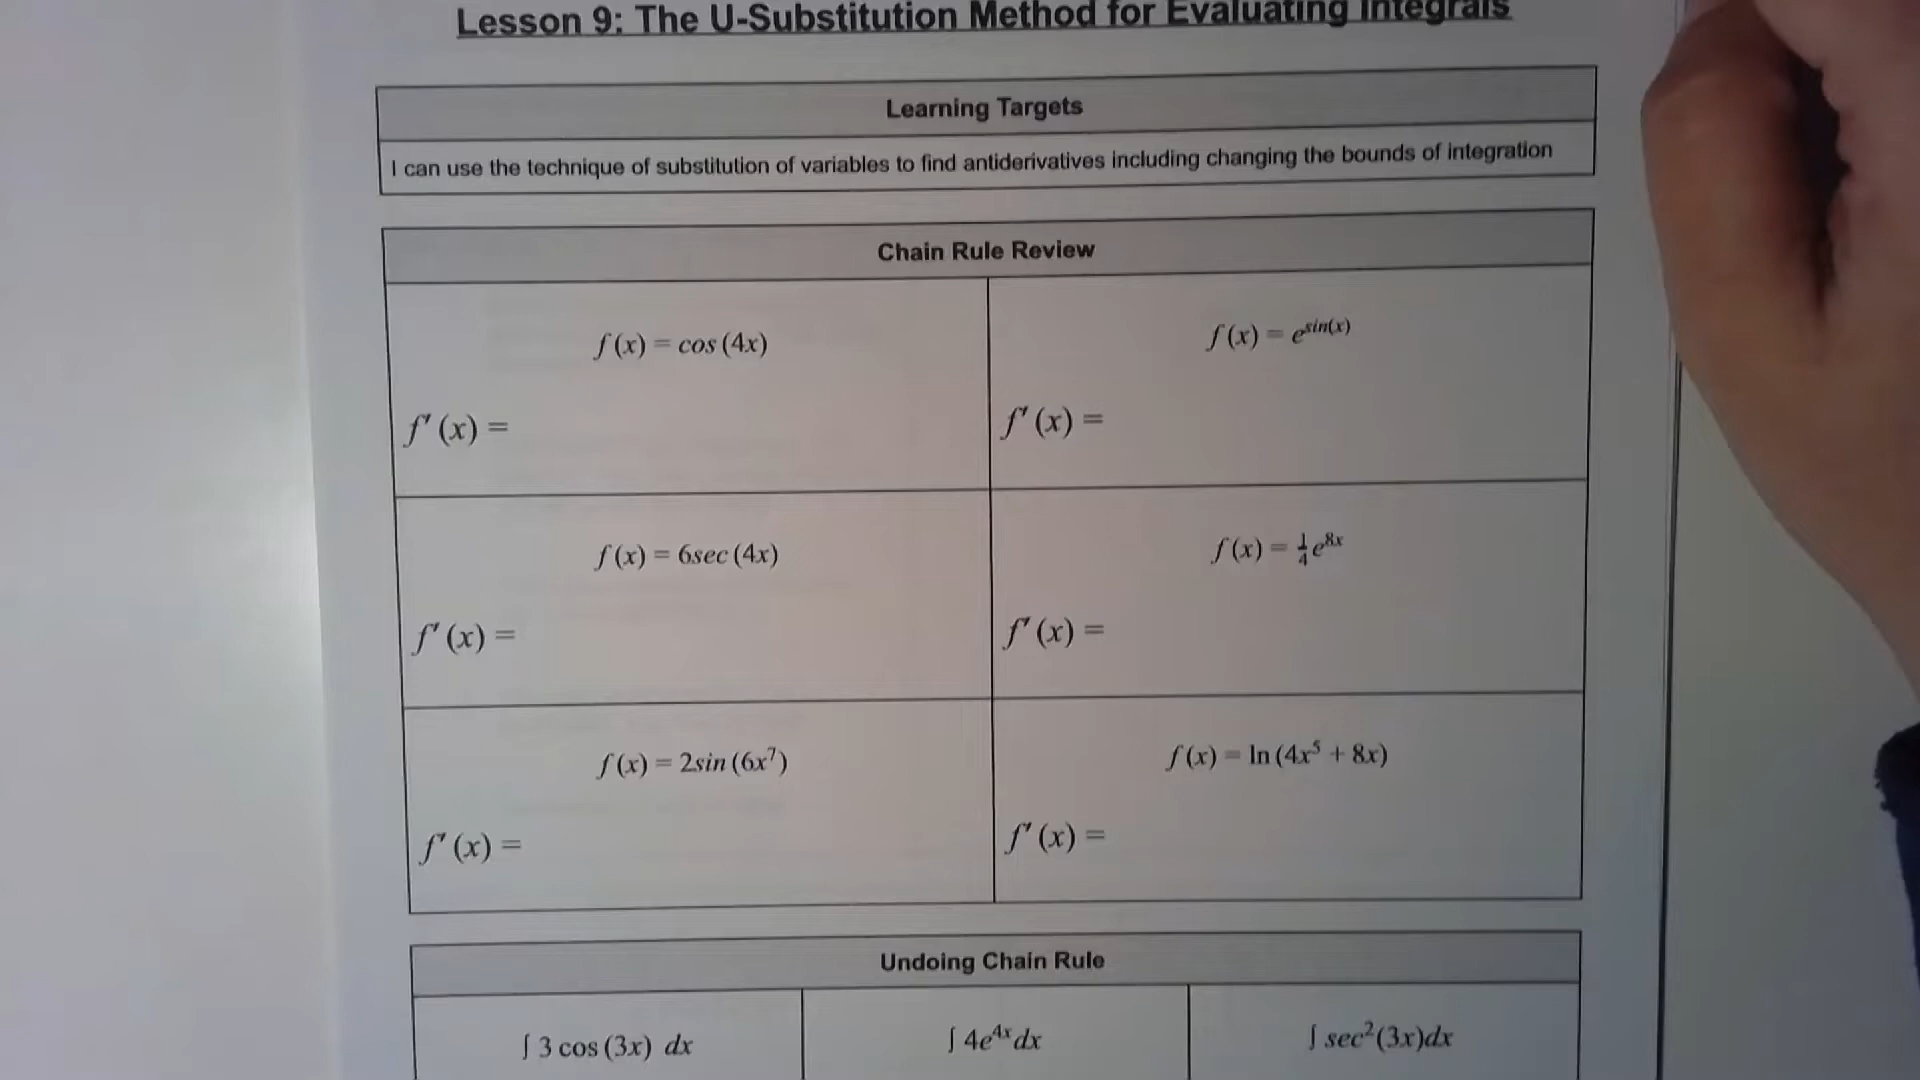 Lesson 9: The U-Substitution Method for Evaluating Integrals
Learning Targets
I can use the technique of substitution of variables to find antiderivatives including changing the bounds of integration
Chain Rule Review
f(x) = cos(4x)
f(x) = e^{sin(x)}
f'(x) =
f'(x) =
f(x) = 6sec(4x)
f(x) = \frac{1}{4}e^{8x}
f'(x) =
f'(x) =
f(x) = 2sin(6x^7)
f(x) = ln(4x^5 + 8x)
f'(x) =
f'(x) =
Undoing Chain Rule
∫ 3 cos(3x) dx
∫ 4e^{4x}dx
∫ sec^2(3x)dx